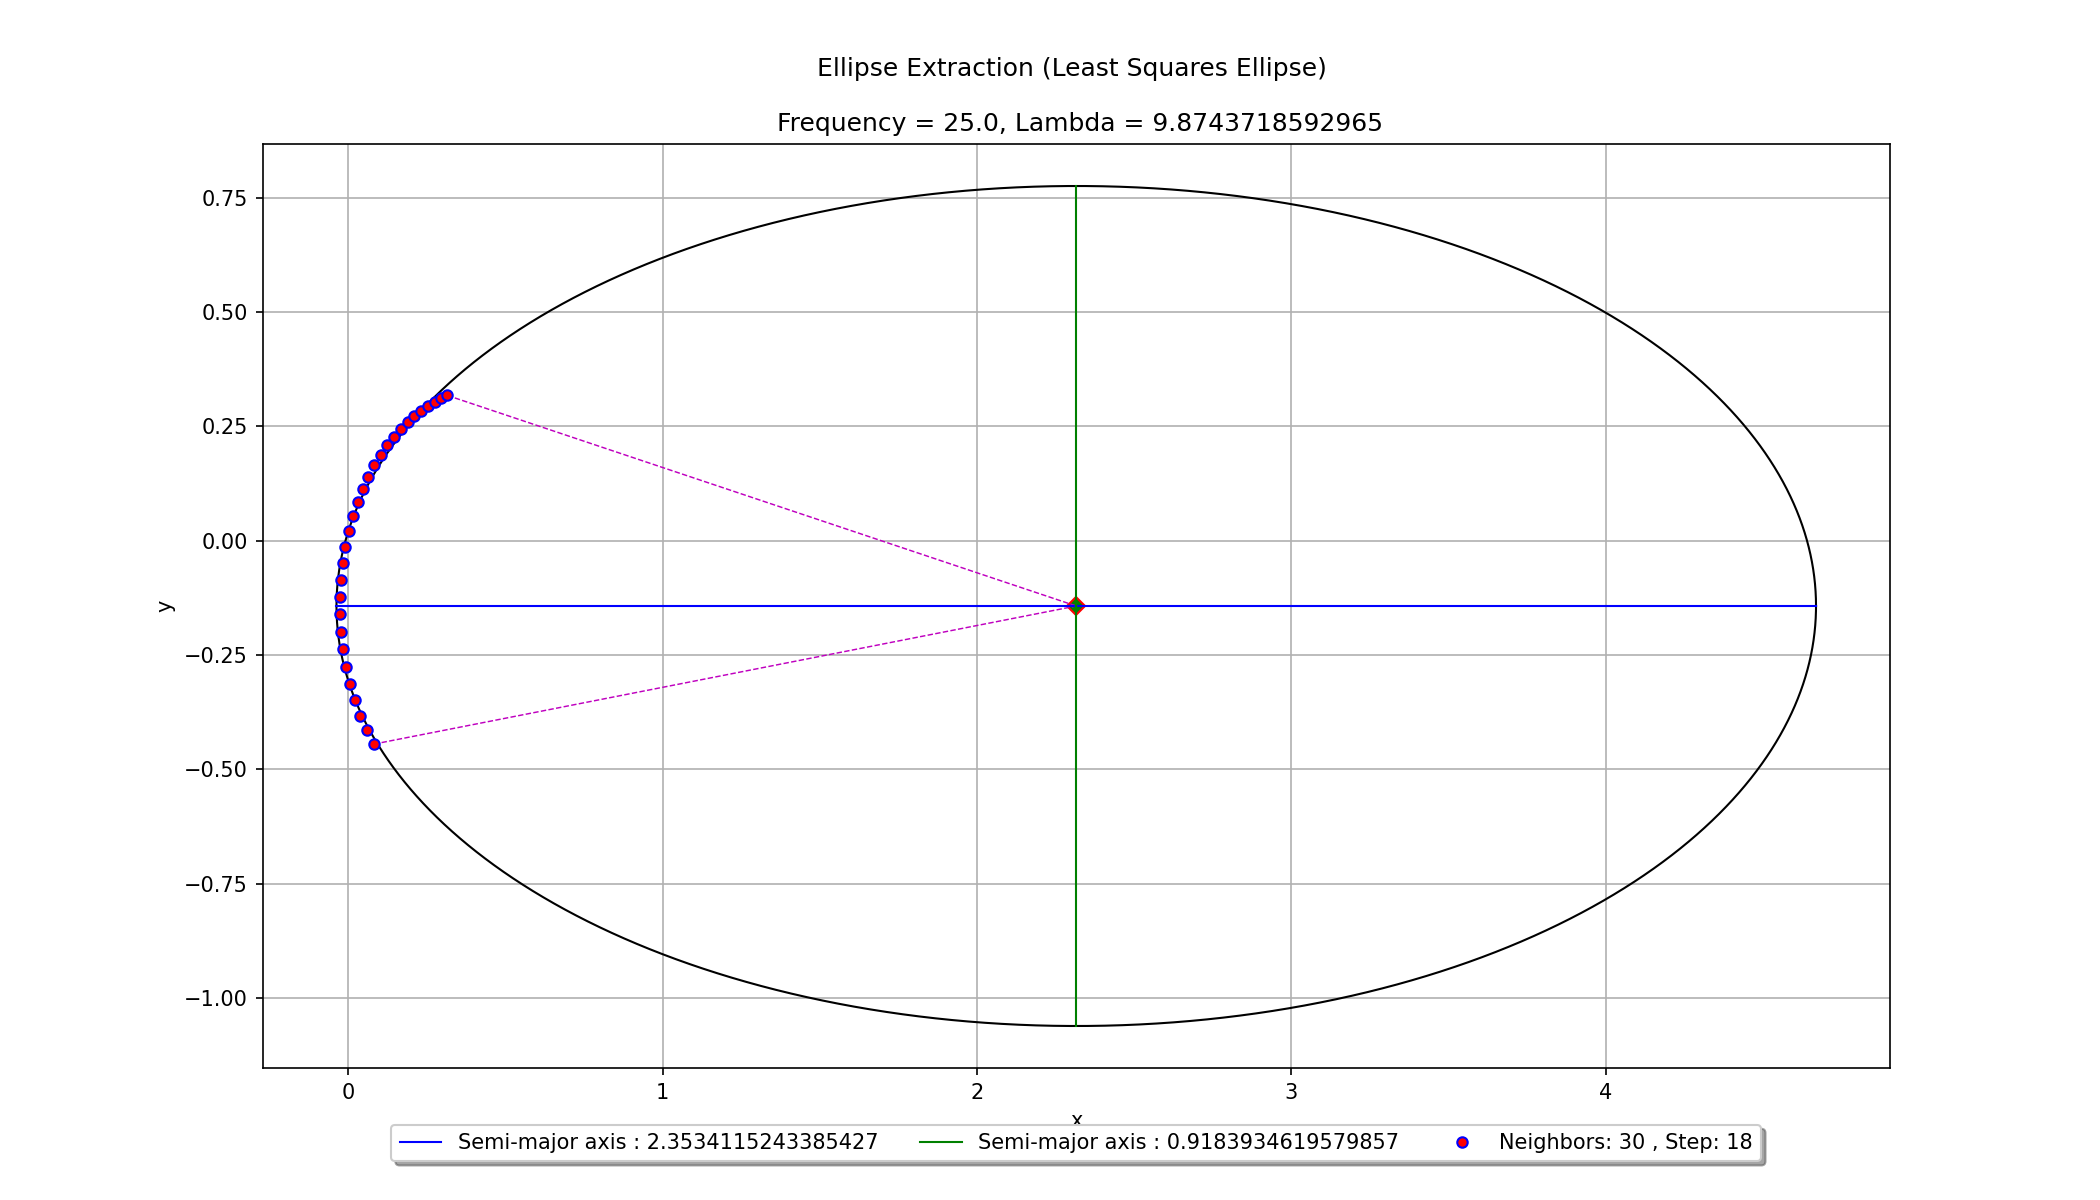 Ellipse Extraction (Least Squares Ellipse)
Frequency = 25.0, Lambda = 9.8743718592965
0.75
0.50
0.25
0.00
−0.25
−0.50
−0.75
−1.00
y
0 1 2 3 4
x
Semi-major axis : 2.3534115243385427 Semi-major axis : 0.9183934619579857 Neighbors: 30 , Step: 18